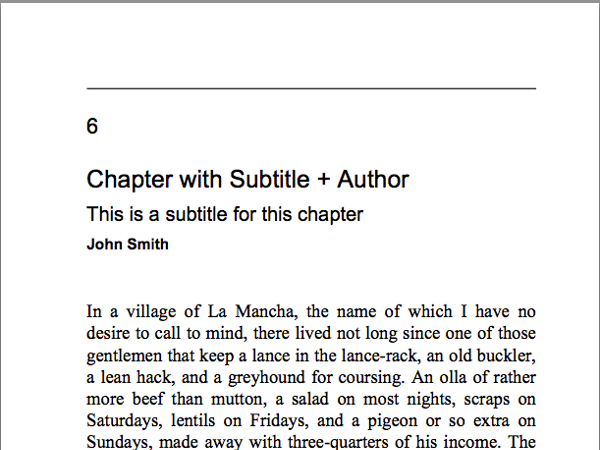 6
Chapter with Subtitle + Author
This is a subtitle for this chapter
John Smith
In a village of La Mancha, the name of which I have no
desire to call to mind, there lived not long since one of those
gentlemen that keep a lance in the lance-rack, an old buckler,
a lean hack, and a greyhound for coursing. An olla of rather
more beef than mutton, a salad on most nights, scraps on
Saturdays, lentils on Fridays, and a pigeon or so extra on
Sundays, made away with three-quarters of his income. The